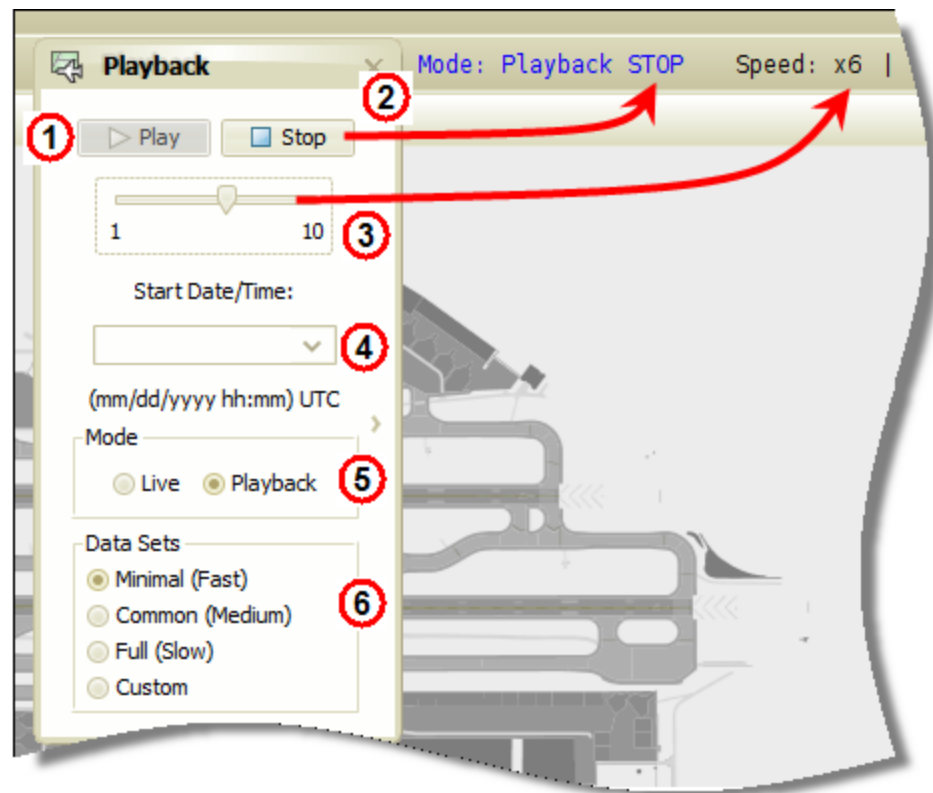 Playback
Mode: Playback STOP Speed: x6 |
2
1 Play Stop
1 10 3
Start Date/Time:
4
(mm/dd/yyyy hh:mm) UTC
Mode
Live Playback 5
Data Sets
Minimal (Fast)
Common (Medium) 6
Full (Slow)
Custom